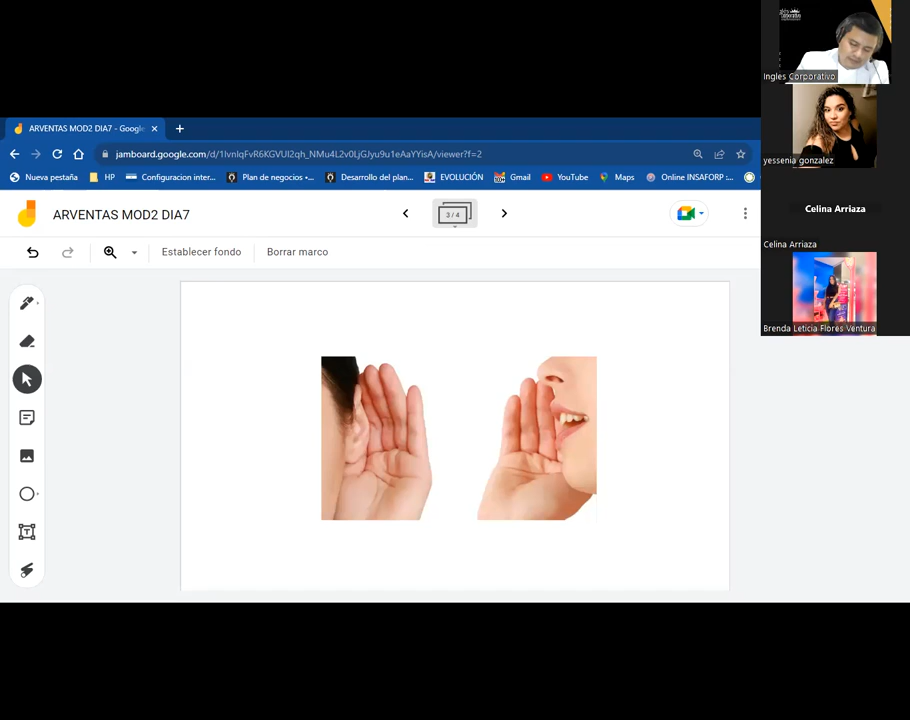 ARVENTAS MOD2 DIA7 - Google
jamboard.google.com/d/1lvnlqFvR6KGVUI2qh_NMu4L2v0LjGJyu9u1eAaYYisA/viewer?f=2
Nueva pestaña
HP
Configuracion inter...
Plan de negocios •...
Desarrollo del plan...
EVOLUCIÓN
Gmail
YouTube
Maps
Online INSAFORP :...
ARVENTAS MOD2 DIA7
3 / 4
Establecer fondo
Borrar marco
Ingles Corporativo
yessenia gonzalez
Celina Arriaza
Celina Arriaza
Brenda Leticia Flores Ventura